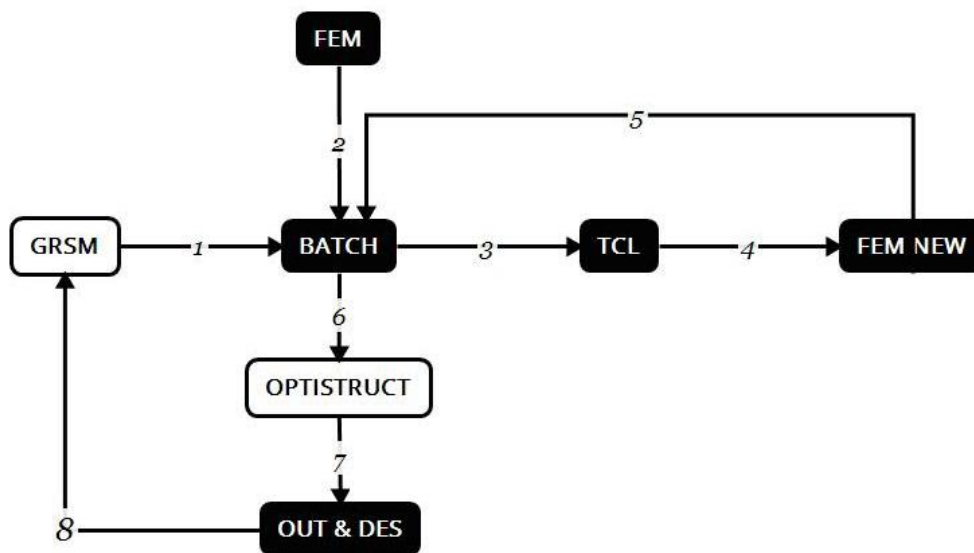 FEM
2
5
GRSM
1
BATCH
3
TCL
4
FEM NEW
6
OPTISTRUCT
7
8
OUT & DES